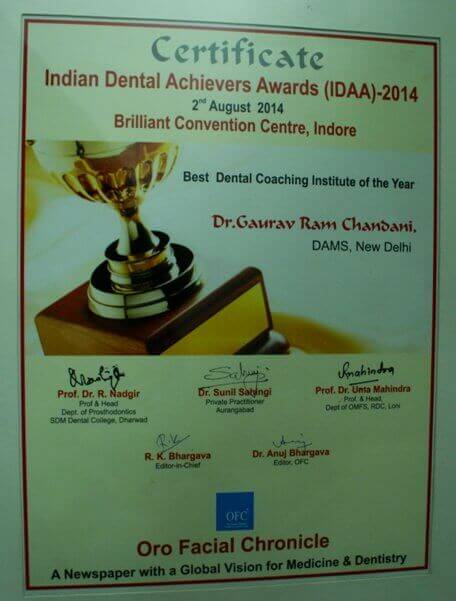 Certificate
Indian Dental Achievers Awards (IDAA)-2014
2nd August 2014
Brilliant Convention Centre, Indore
Best Dental Coaching Institute of the Year
Dr.Gaurav Ram Chandani,
DAMS, New Delhi
Prof. Dr. R. Nadgir
Prof & Head
Dept. of Prosthodontics
SDM Dental College, Dharwad
Dr. Sunil Satyngi
Private Practitioner
Aurangabad
Prof. Dr. Uma Mahindra
Prof. & Head,
Dept of OMFS, RDC, Loni
R. K. Bhargava
Editor-in-Chief
Dr. Anuj Bhargava
Editor, OFC
OFC
Oro Facial Chronicle
A Newspaper with a Global Vision for Medicine & Dentistry